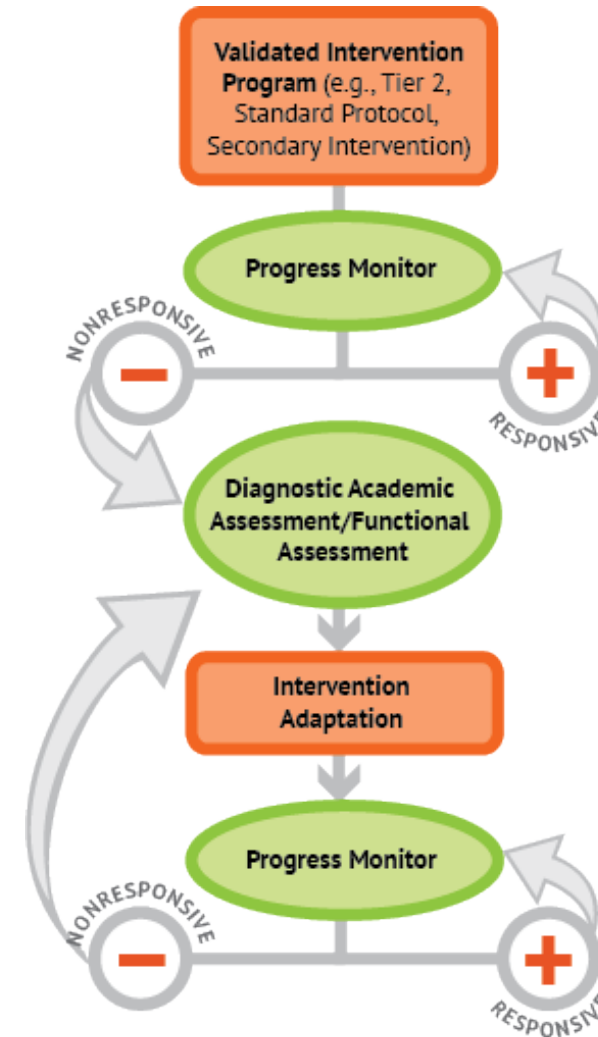 Validated Intervention
Program (e.g., Tier 2,
Standard Protocol,
Secondary Intervention)
Progress Monitor
NONRESPONSIVE
RESPONSIVE
Diagnostic Academic
Assessment/Functional
Assessment
Intervention
Adaptation
Progress Monitor
NONRESPONSIVE
RESPONSIVE